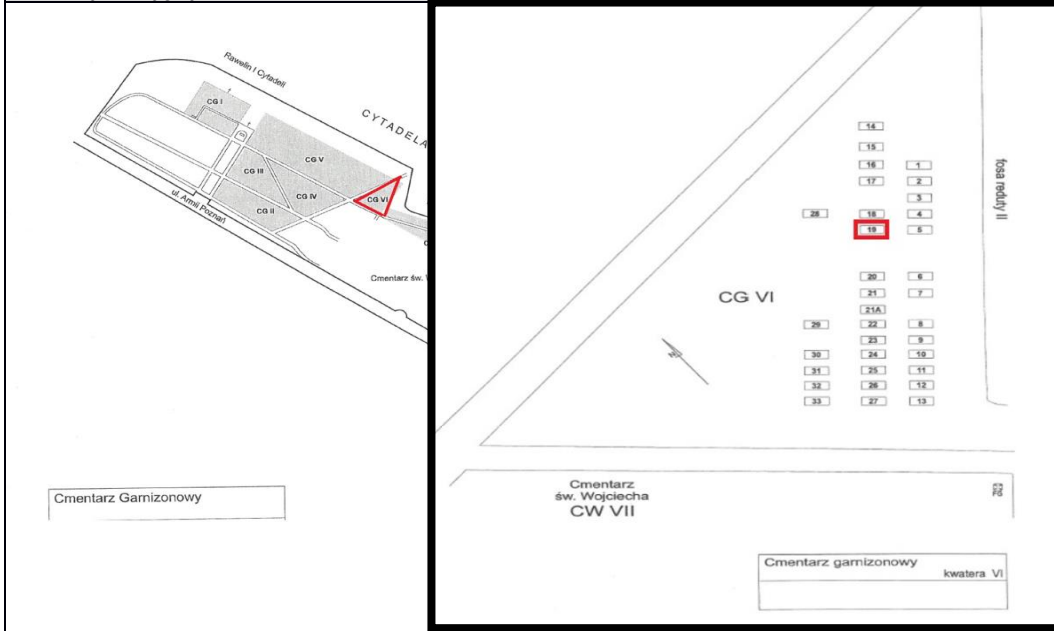 Rawelin I Cytadeli
CYTADELA
CG I
CG V
CG III
CG IV
CG VI
CG II
ul. Armii Poznań
Cmentarz św.
Cmentarz Garnizonowy
14
15
16 1
17 2
3
28 18 4
19 5
fosa reduty II
20 6
CG VI
21 7
21A
29 22 8
23 9
30 24 10
31 25 11
32 26 12
33 27 13
N
Cmentarz
św. Wojciecha
CW VII
Cmentarz garnizonowy
kwatera VI